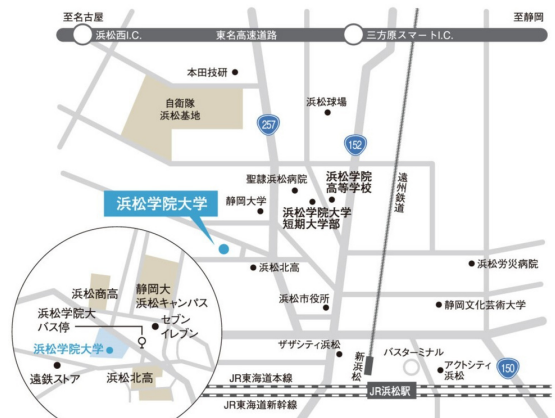 至名古屋
至静岡
浜松西I.C.
東名高速道路
三方原スマートI.C.
本田技研
自衛隊
浜松基地
浜松球場
257
152
聖隷浜松病院
浜松学院
高等学校
遠州鉄道
浜松学院大学
静岡大学
浜松学院大学
短期大学部
浜松北高
浜松労災病院
浜松商高
静岡大
浜松キャンパス
浜松市役所
静岡文化芸術大学
浜松学院大
バス停
セブン
イレブン
浜松学院大学
ザザシティ浜松
新浜松
バスターミナル
アクトシティ
浜松
150
遠鉄ストア
浜松北高
JR東海道本線
JR浜松駅
JR東海道新幹線